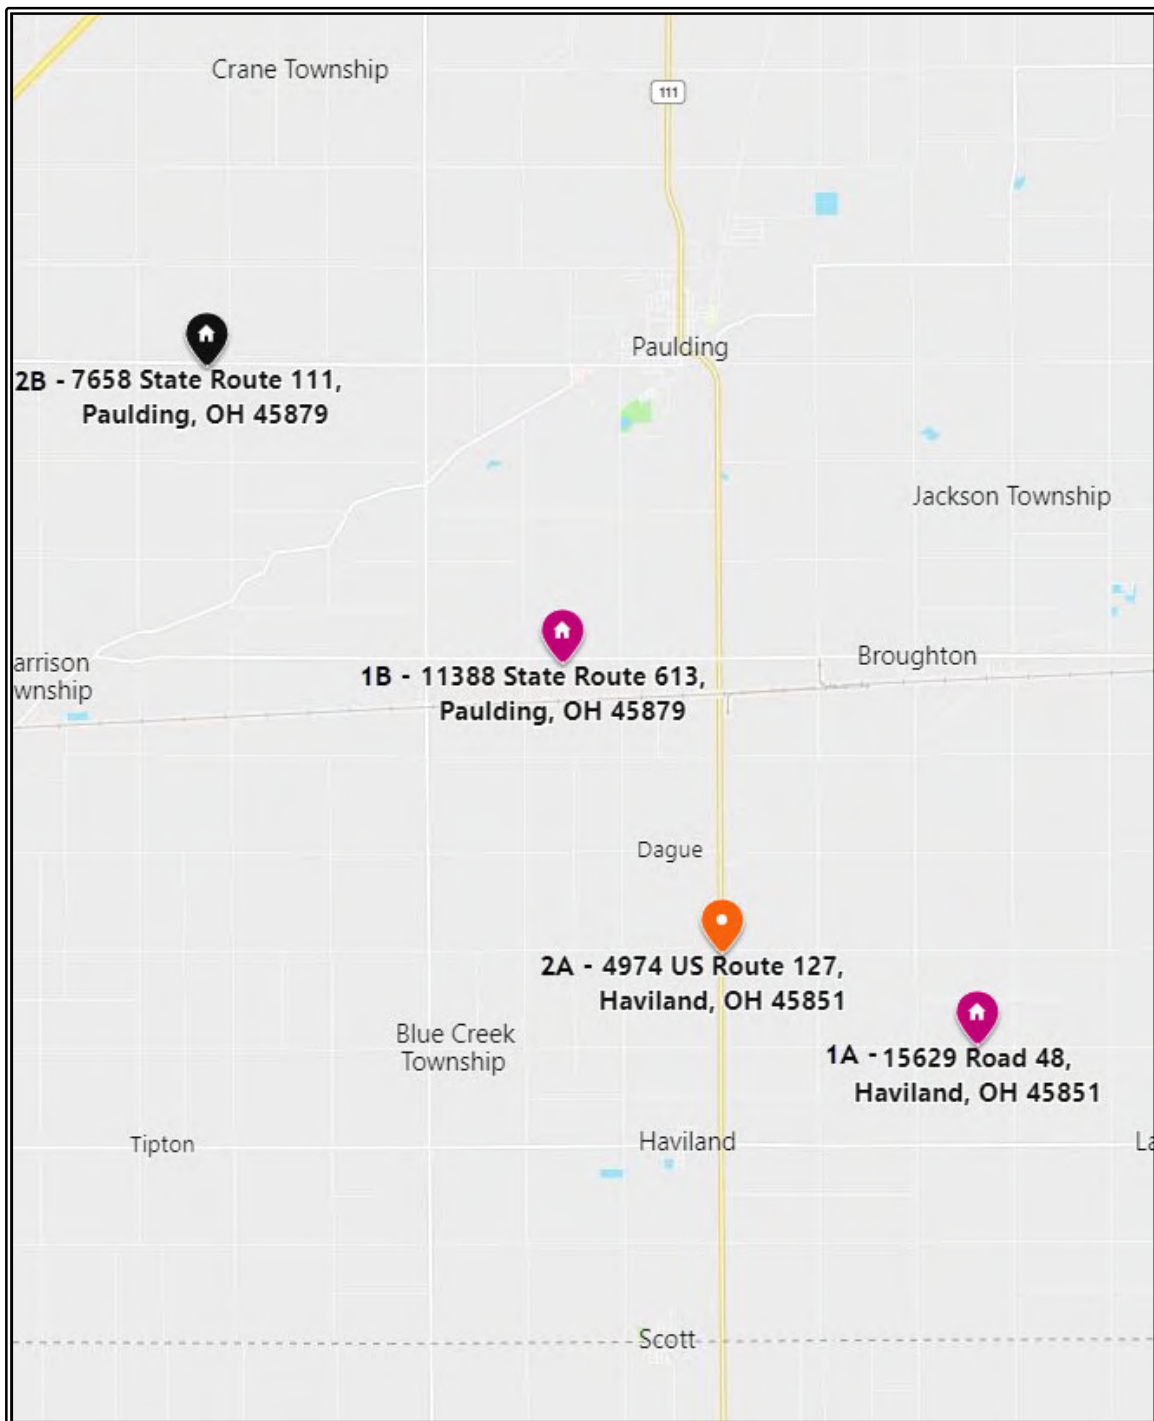 Crane Township
111
Paulding
2B - 7658 State Route 111,
Paulding, OH 45879
Jackson Township
arrison
wnship
Broughton
1B - 11388 State Route 613,
Paulding, OH 45879
Dague
2A - 4974 US Route 127,
Haviland, OH 45851
Blue Creek
Township
1A - 15629 Road 48,
Haviland, OH 45851
Tipton
Haviland
La
Scott